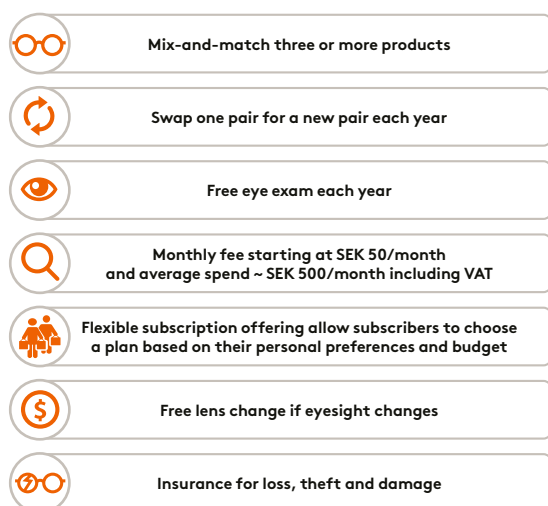 Mix-and-match three or more products
Swap one pair for a new pair each year
Free eye exam each year
Monthly fee starting at SEK 50/month
and average spend ~ SEK 500/month including VAT
Flexible subscription offering allow subscribers to choose
a plan based on their personal preferences and budget
$
Free lens change if eyesight changes
Insurance for loss, theft and damage